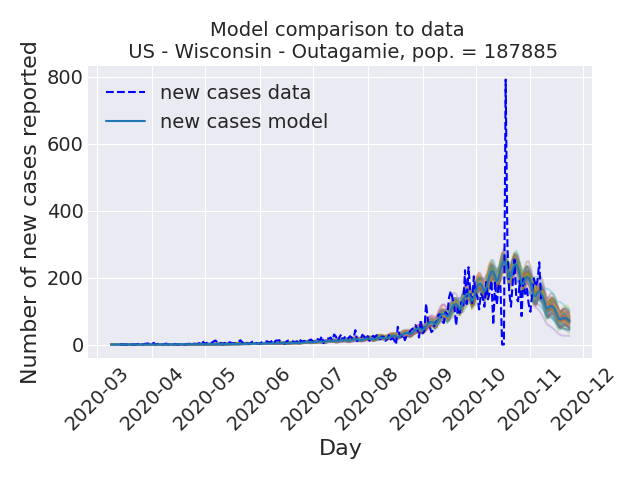 Model comparison to data
US - Wisconsin - Outagamie, pop. = 187885
new cases data
new cases model
Number of new cases reported
800
600
400
200
0
2020-03
2020-04
2020-05
2020-06
2020-07
2020-08
2020-09
2020-10
2020-11
2020-12
Day